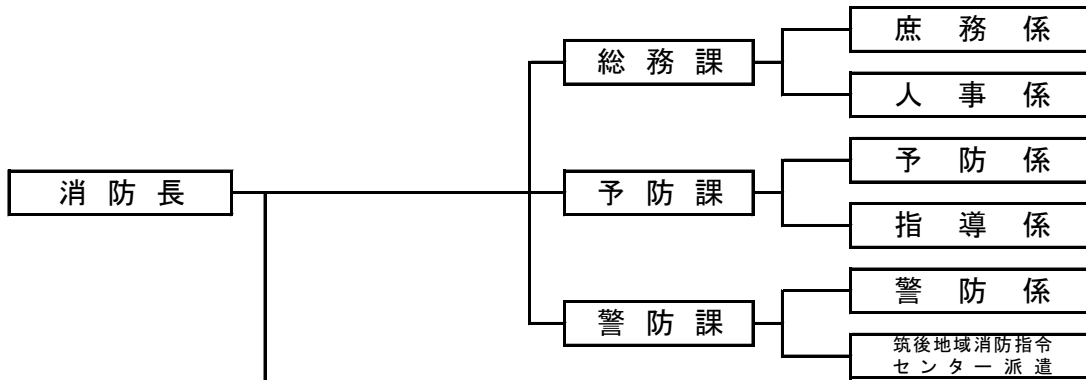 庶務係
総務課
人事係
予防係
消防長
予防課
指導係
警防係
警防課
筑後地域消防指令
センター派遣